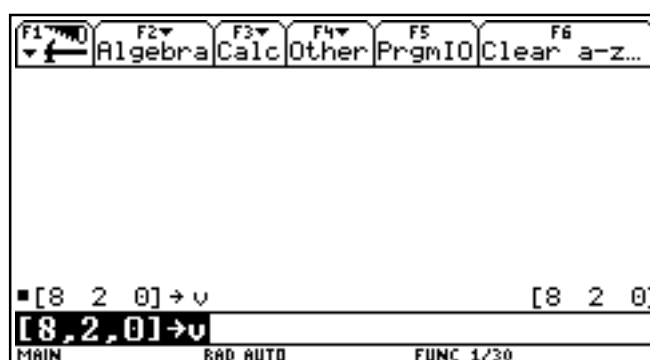 F1 F2 F3 F4 F5 F6
Algebra Calc Other PrgmIO Clear a-z…
[8 2 0]→v [8 2 0]
[8,2,0]→v
MAIN RAD AUTO FUNC 1/30